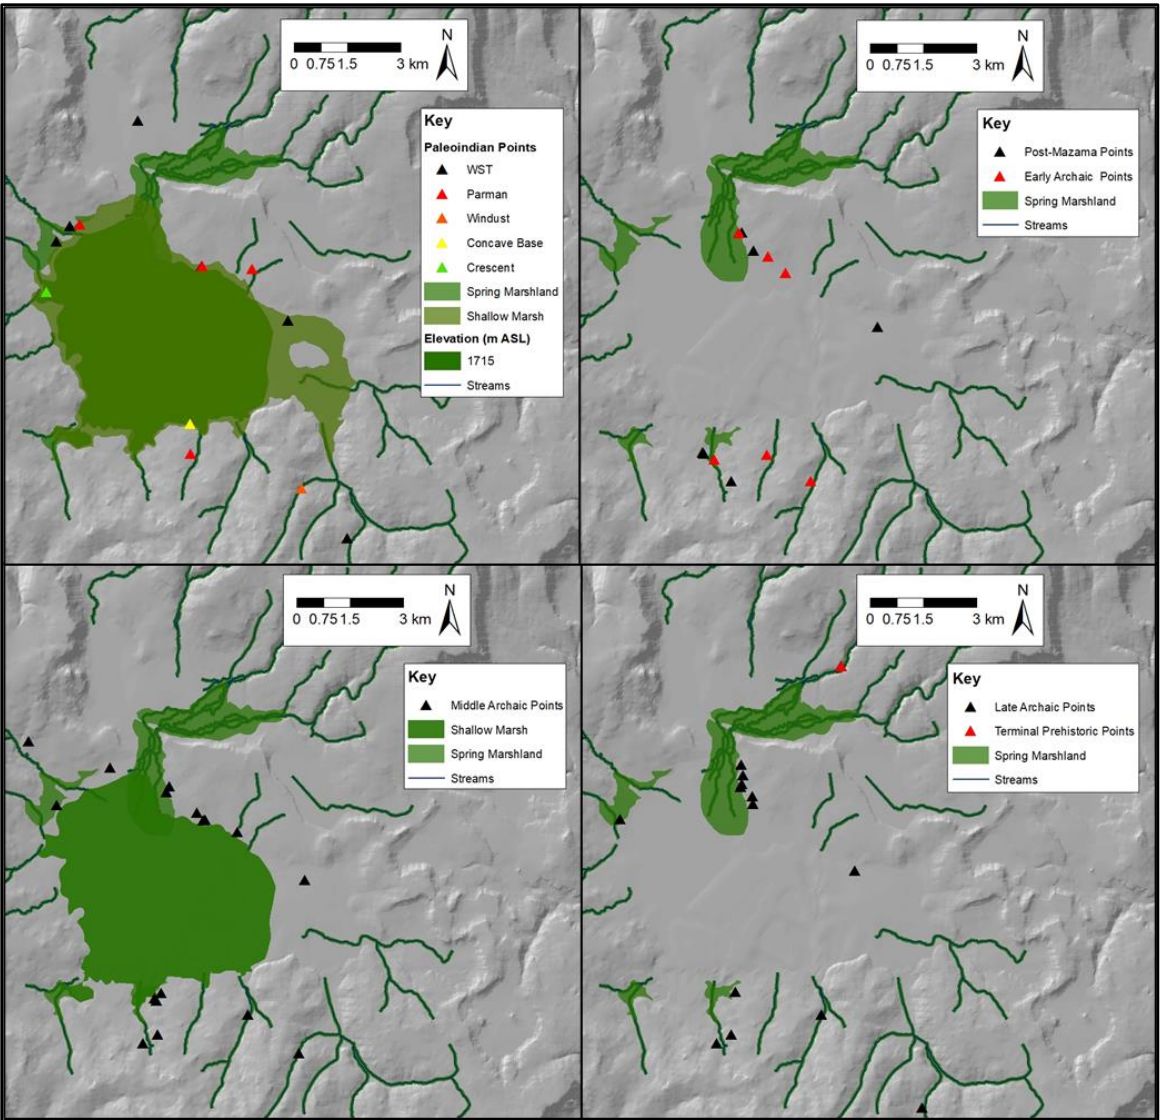 N
0 0.75 1.5 3 km
Key
Paleoindian Points
WST
Parman
Windust
Concave Base
Crescent
Spring Marshland
Shallow Marsh
Elevation (m ASL)
1715
Streams
N
0 0.75 1.5 3 km
Key
Post-Mazama Points
Early Archaic Points
Spring Marshland
Streams
N
0 0.75 1.5 3 km
Key
Middle Archaic Points
Shallow Marsh
Spring Marshland
Streams
N
0 0.75 1.5 3 km
Key
Late Archaic Points
Terminal Prehistoric Points
Spring Marshland
Streams